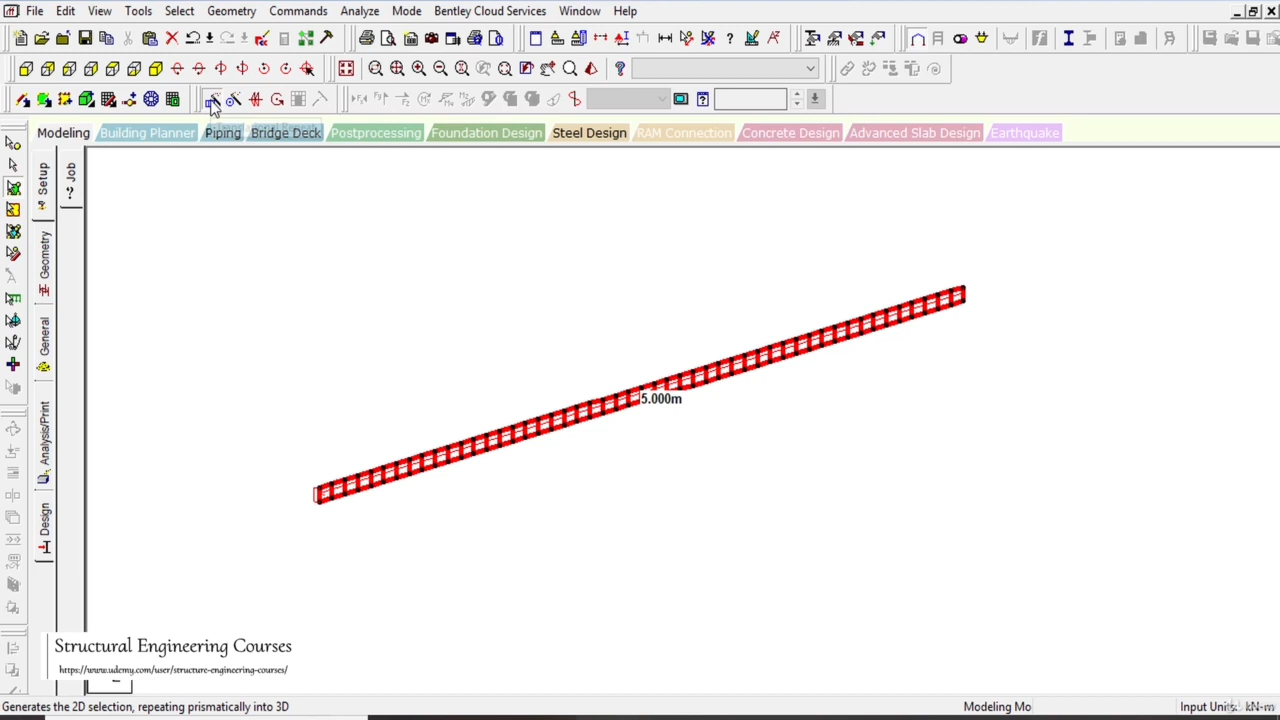 File Edit View Tools Select Geometry Commands Analyze Mode Bentley Cloud Services Window Help
Modeling Building Planner Piping Bridge Deck Postprocessing Foundation Design Steel Design RAM Connection Concrete Design Advanced Slab Design Earthquake
Setup
Geometry
General
Analysis/Print
Design
Job
5.000m
Structural Engineering Courses
https://www.udemy.com/user/structure-engineering-courses/
Generates the 2D selection, repeating prismatically into 3D Modeling Mo Input Units: kN-m